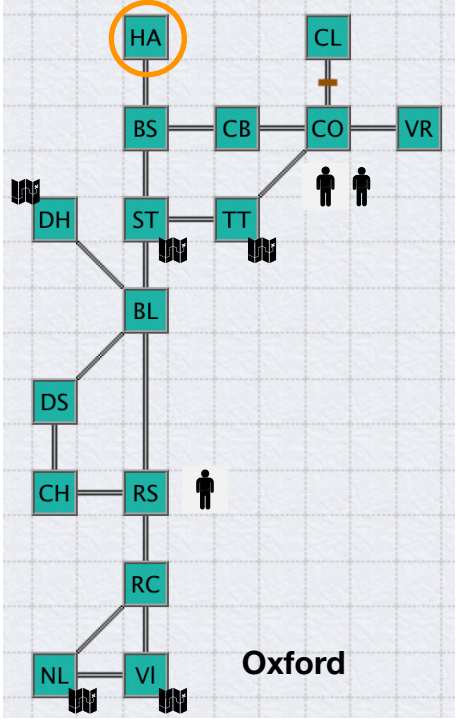 HA CL
BS CB CO VR
DH ST TT
BL
DS
CH RS
RC
NL VI
Oxford